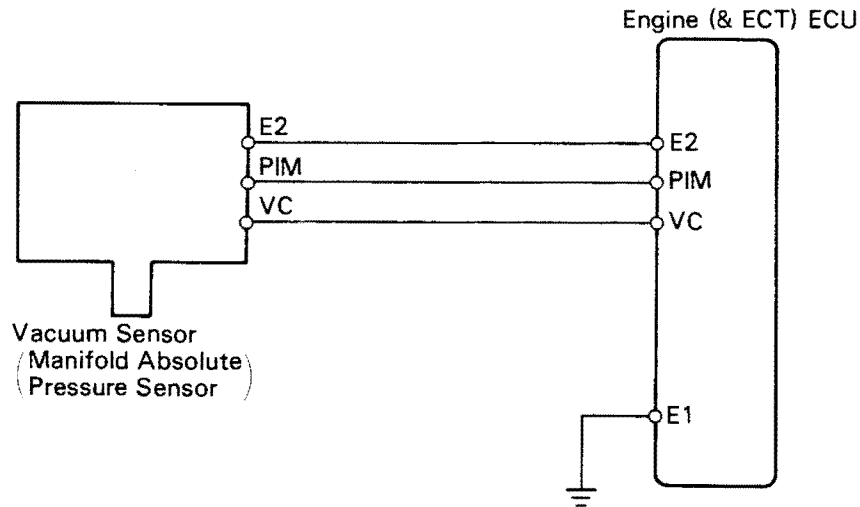 Engine (& ECT) ECU
E2
E2
PIM
PIM
VC
VC
Vacuum Sensor
(Manifold Absolute
Pressure Sensor)
E1